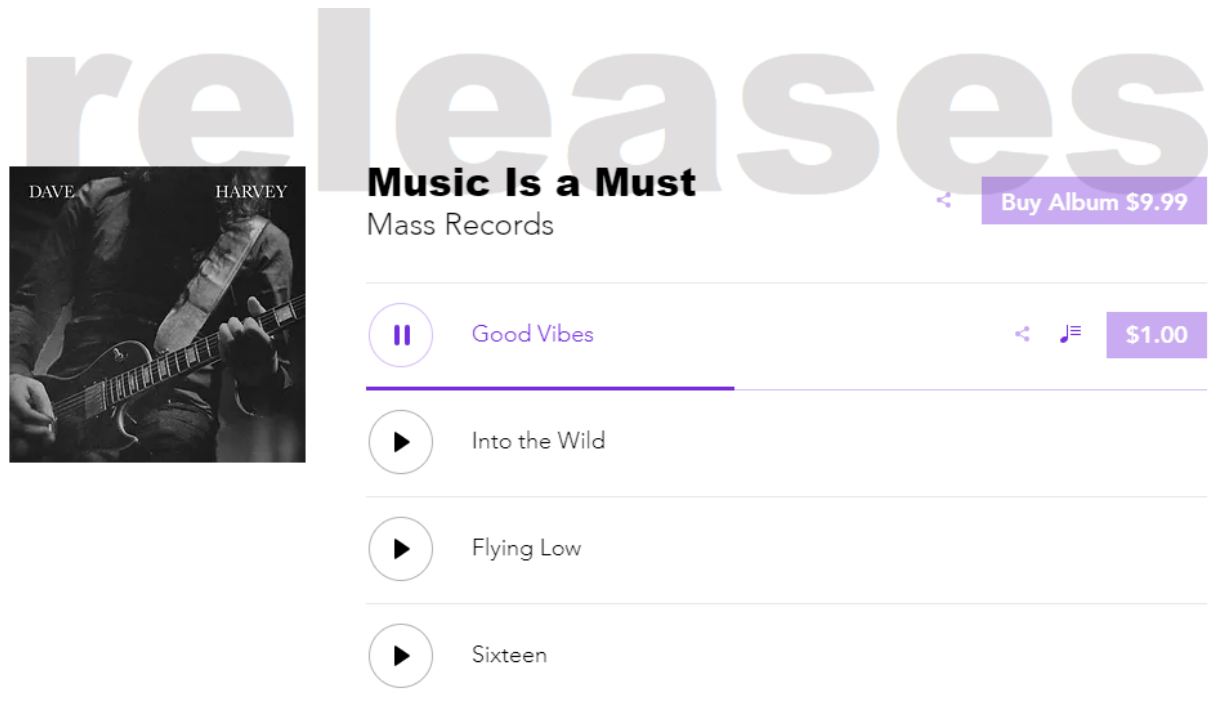 releases
DAVE HARVEY
Music Is a Must
Mass Records
Buy Album $9.99
Good Vibes
$1.00
Into the Wild
Flying Low
Sixteen